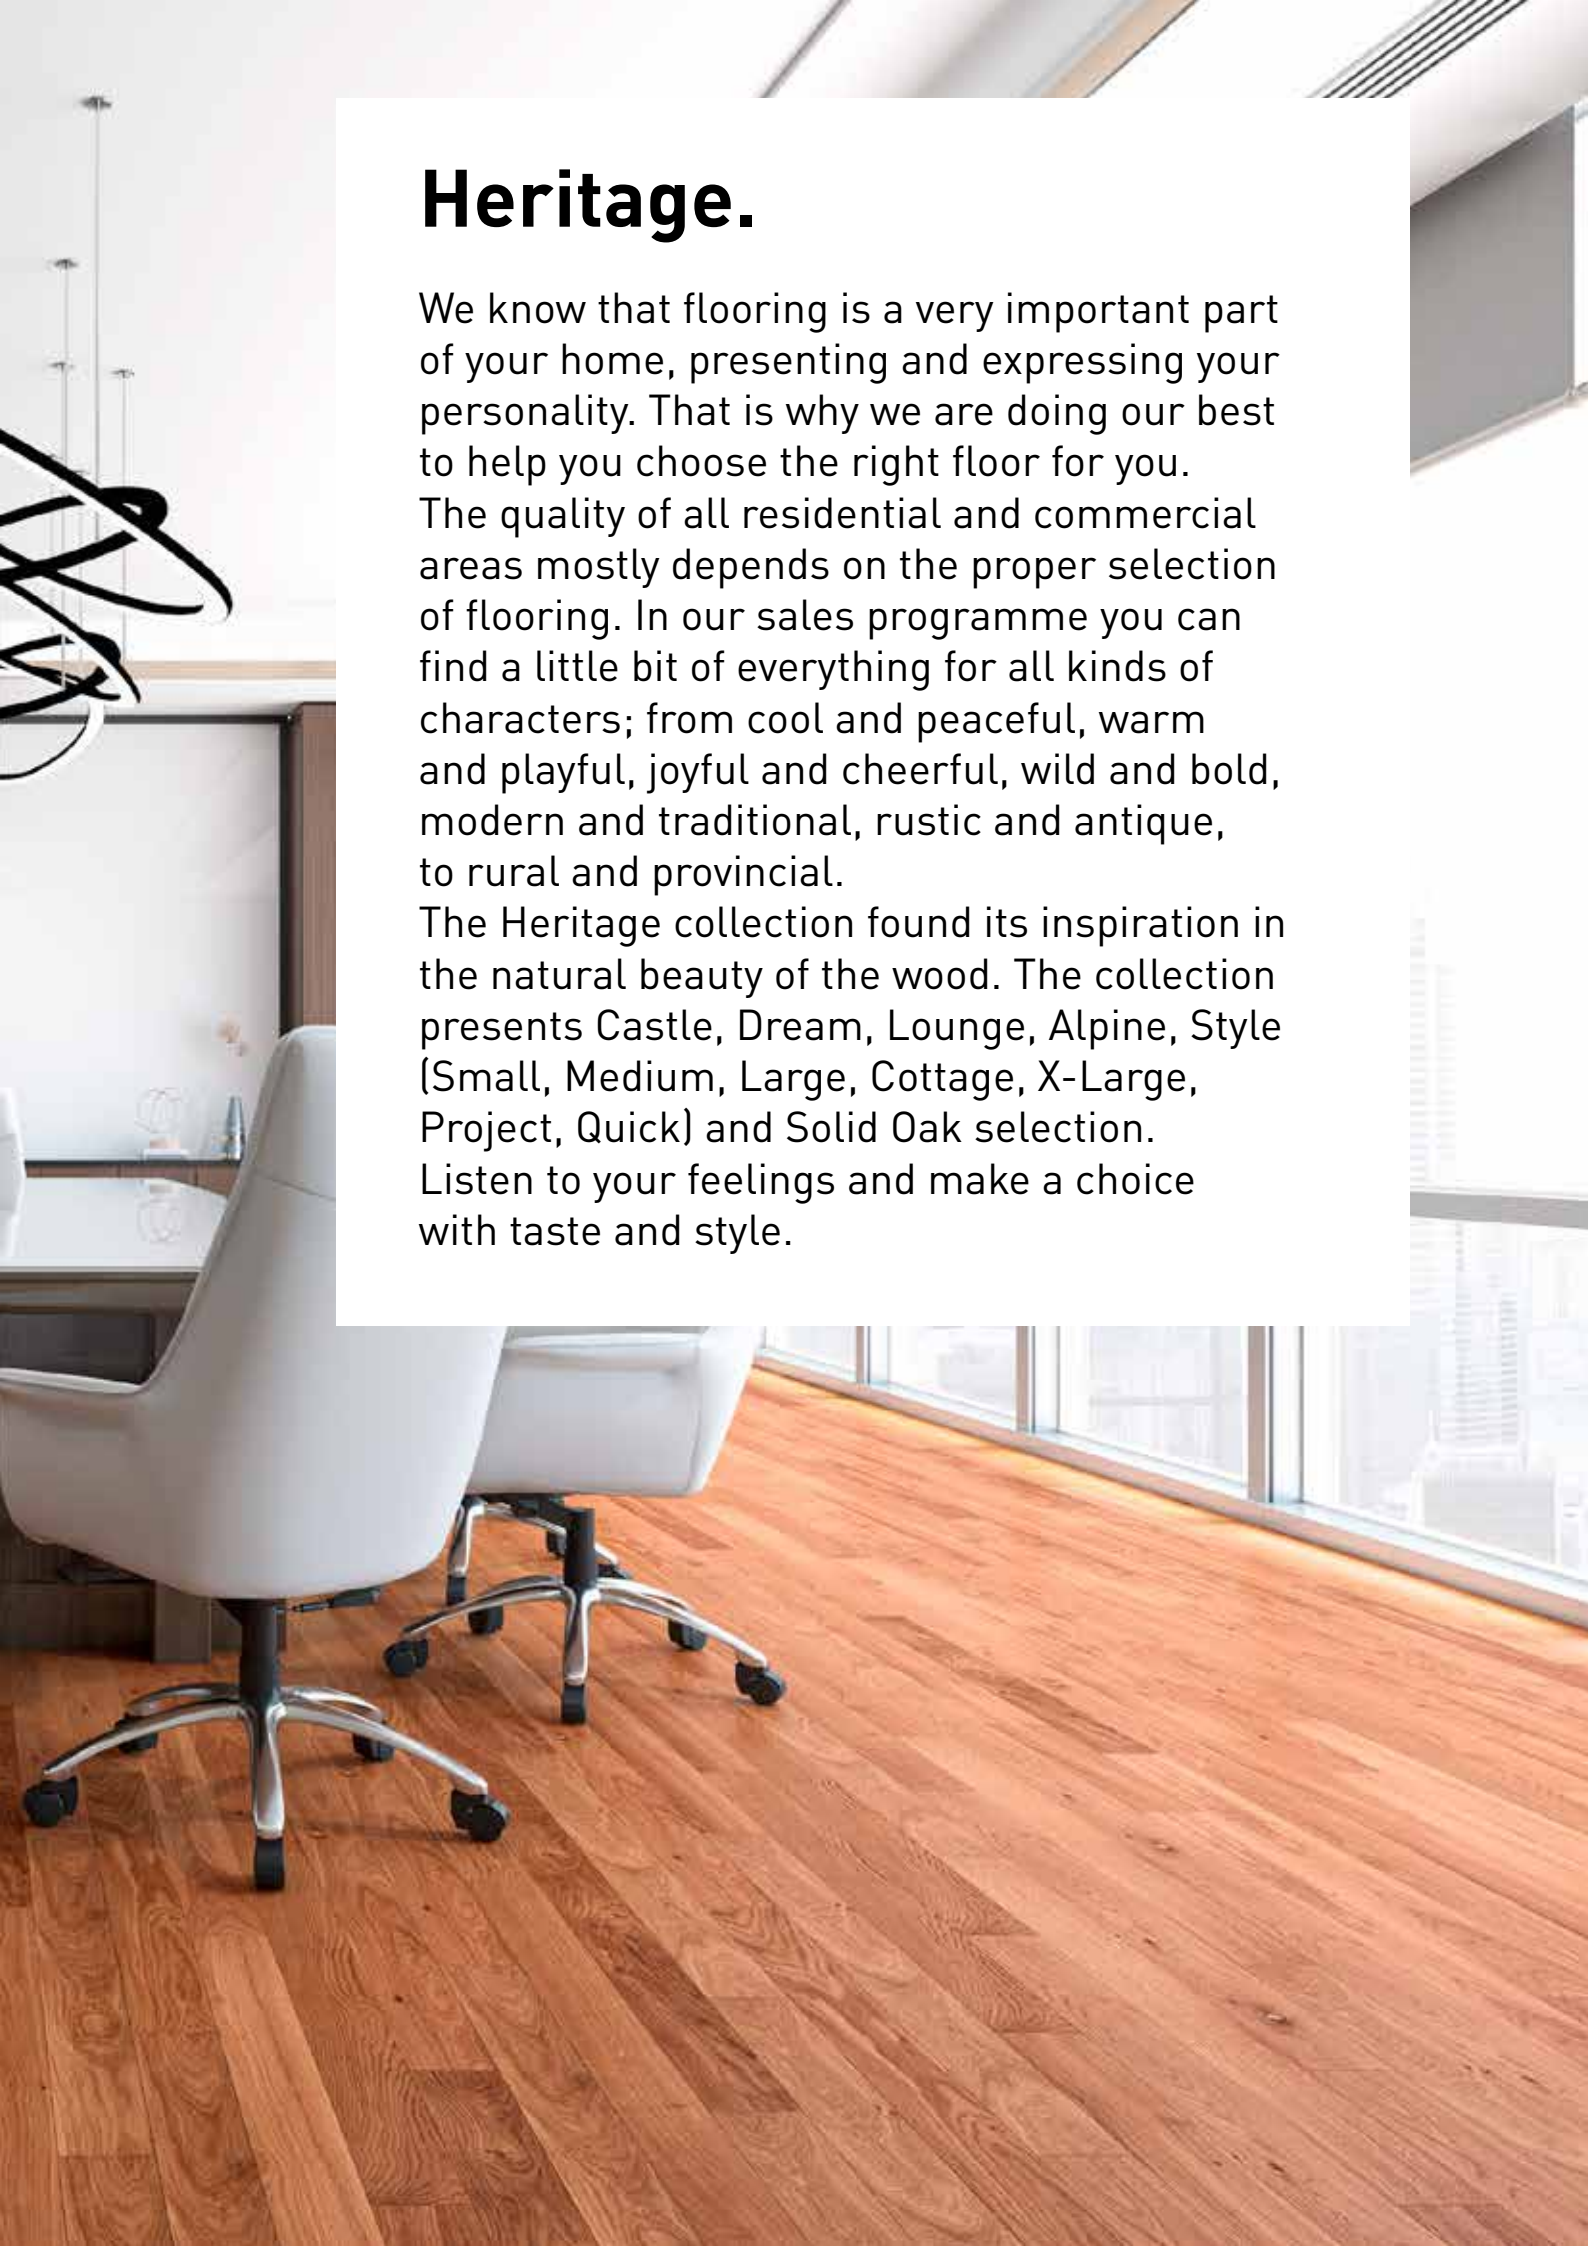 Heritage.
We know that flooring is a very important part
of your home, presenting and expressing your
personality. That is why we are doing our best
to help you choose the right floor for you.
The quality of all residential and commercial
areas mostly depends on the proper selection
of flooring. In our sales programme you can
find a little bit of everything for all kinds of
characters; from cool and peaceful, warm
and playful, joyful and cheerful, wild and bold,
modern and traditional, rustic and antique,
to rural and provincial.
The Heritage collection found its inspiration in
the natural beauty of the wood. The collection
presents Castle, Dream, Lounge, Alpine, Style
(Small, Medium, Large, Cottage, X-Large,
Project, Quick) and Solid Oak selection.
Listen to your feelings and make a choice
with taste and style.